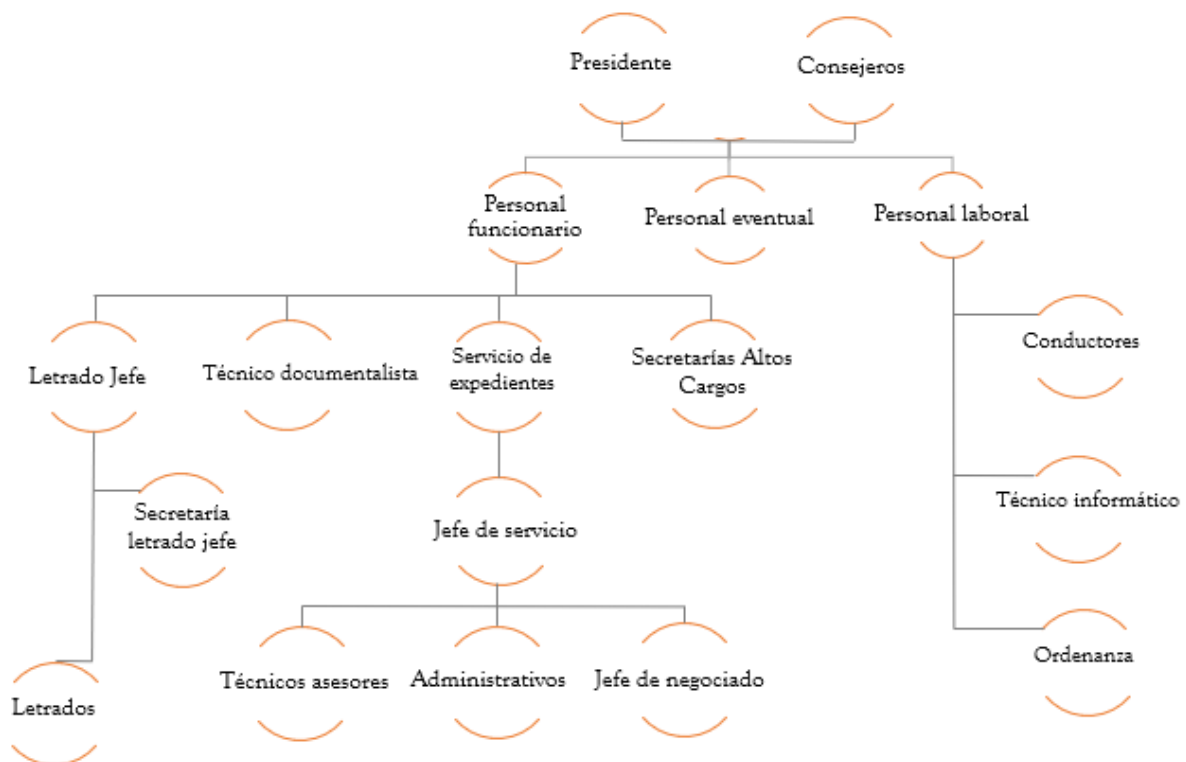 Presidente
Consejeros
Personal
funcionario
Personal eventual
Personal laboral
Letrado Jefe
Técnico documentalista
Servicio de
expedientes
Secretarías Altos
Cargos
Conductores
Secretaría
letrado jefe
Jefe de servicio
Técnico informático
Letrados
Técnicos asesores
Administrativos
Jefe de negociado
Ordenanza